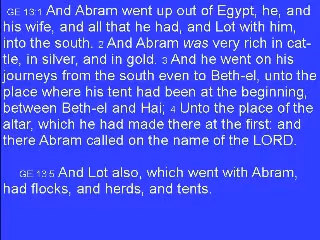 GE 13:1 And Abram went up out of Egypt, he, and
his wife, and all that he had, and Lot with him,
into the south. 2 And Abram was very rich in cat-
tle, in silver, and in gold. 3 And he went on his
journeys from the south even to Beth-el, unto the
place where his tent had been at the beginning,
between Beth-el and Hai; 4 Unto the place of the
altar, which he had made there at the first: and
there Abram called on the name of the LORD.
GE 13:5 And Lot also, which went with Abram,
had flocks, and herds, and tents.